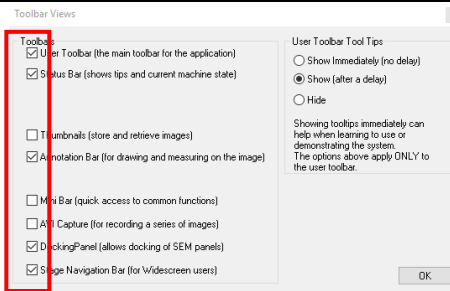 Toolbar Views
Toolbars
User Toolbar (the main toolbar for the application)
Status Bar (shows tips and current machine state)
Thumbnails (store and retrieve images)
Annotation Bar (for drawing and measuring on the image)
Mini Bar (quick access to common functions)
AVI Capture (for recording a series of images)
DockingPanel (allows docking of SEM panels)
Stage Navigation Bar (for Widescreen users)
User Toolbar Tool Tips
Show Immediately (no delay)
Show (after a delay)
Hide
Showing tooltips immediately can
help when learning to use or
demonstrating the system.
The options above apply ONLY to
the user toolbar.
OK